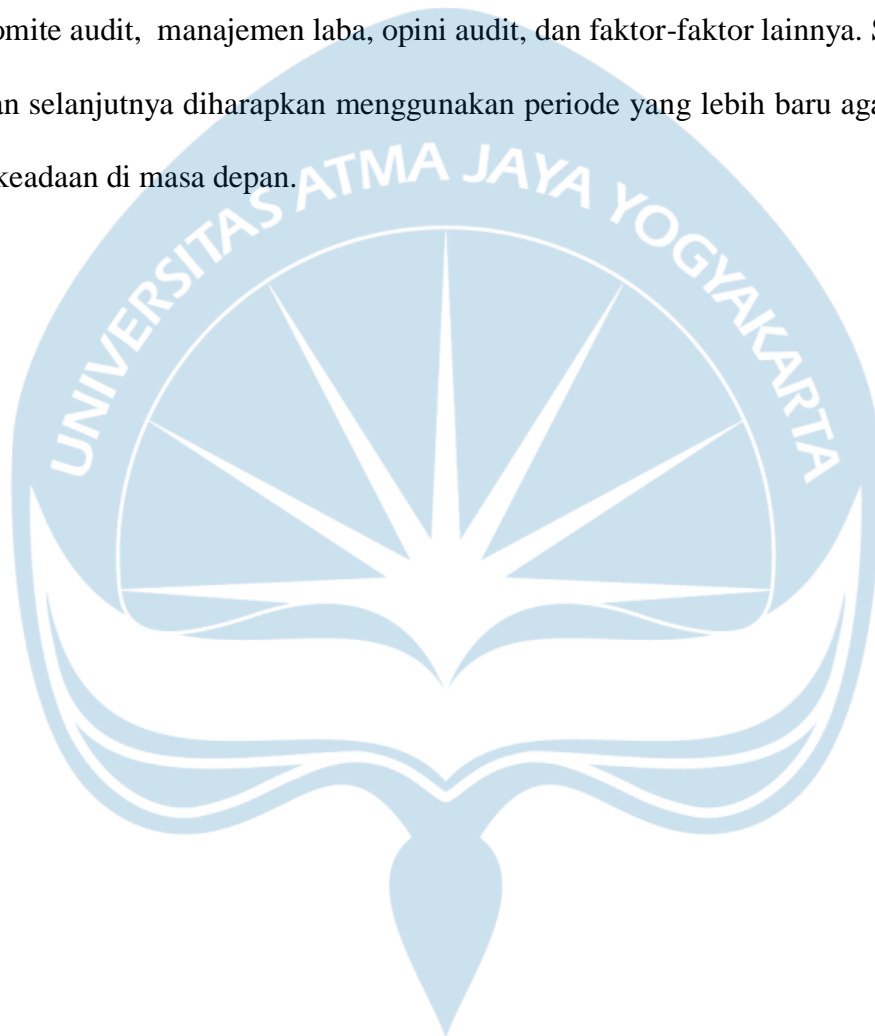 omite audit, manajemen laba, opini audit, dan faktor-faktor lainnya. S
an selanjutnya diharapkan menggunakan periode yang lebih baru aga
keadaan di masa depan.
UNIVERSITAS ATMA JAYA YOGYAKARTA